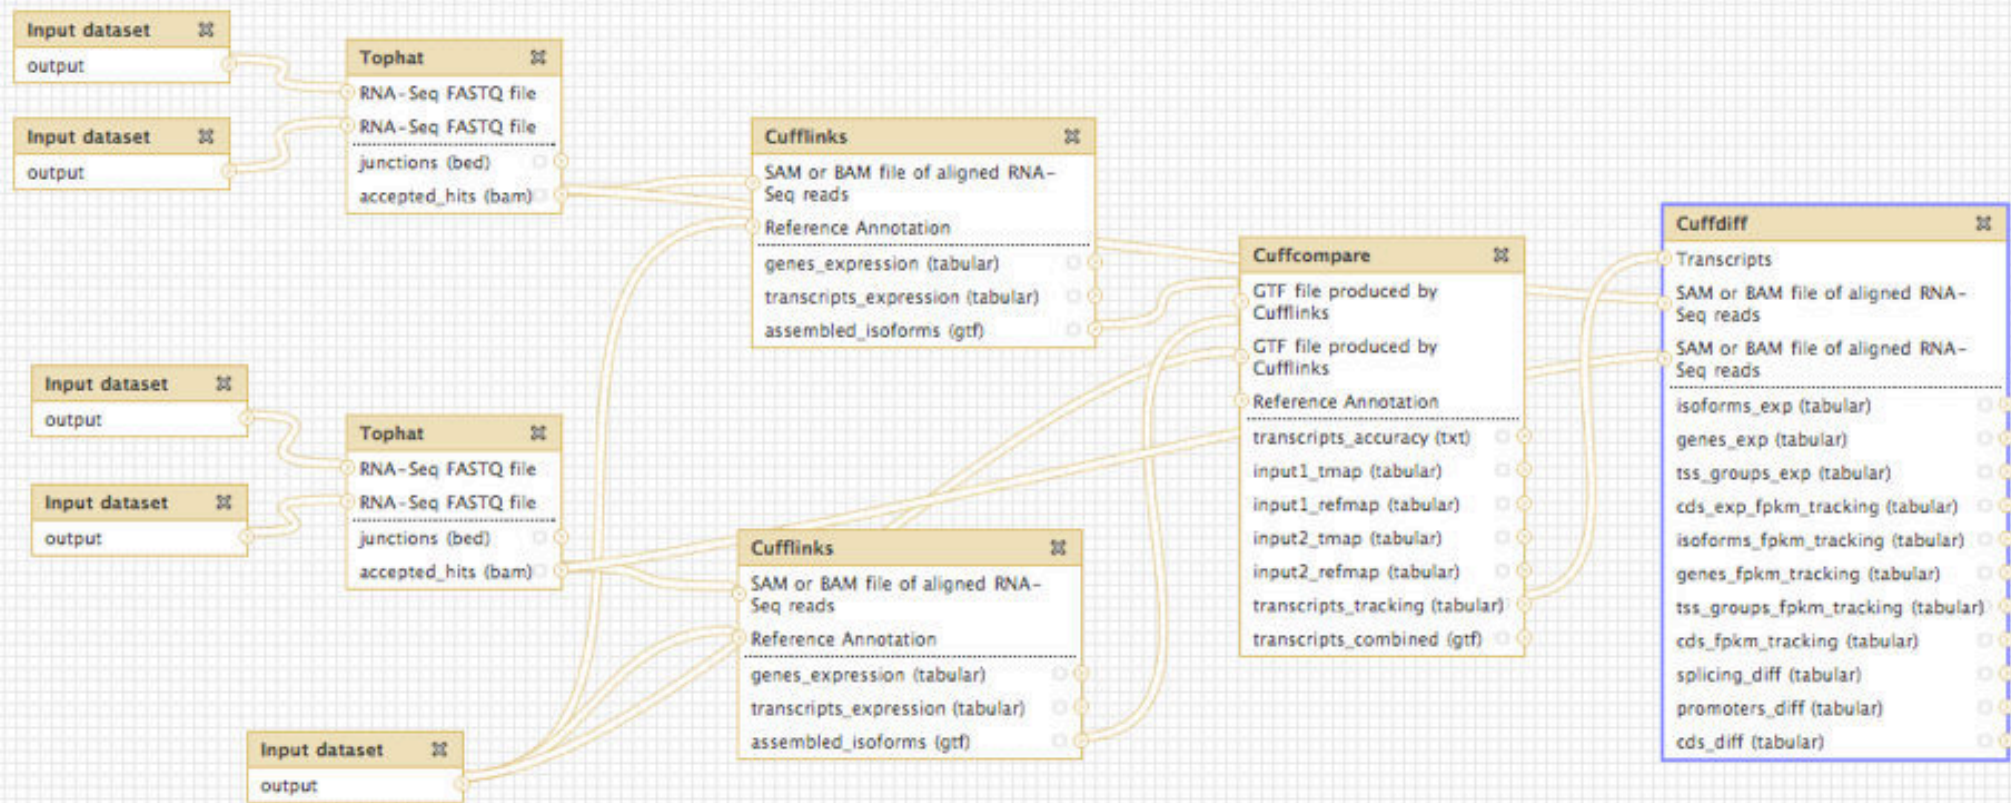 Input dataset
output
Input dataset
output
Tophat
RNA-Seq FASTQ file
RNA-Seq FASTQ file
junctions (bed)
accepted_hits (bam)
Input dataset
output
Input dataset
output
Tophat
RNA-Seq FASTQ file
RNA-Seq FASTQ file
junctions (bed)
accepted_hits (bam)
Input dataset
output
Cufflinks
SAM or BAM file of aligned RNA-
Seq reads
Reference Annotation
genes_expression (tabular)
transcripts_expression (tabular)
assembled_isoforms (gtf)
Cufflinks
SAM or BAM file of aligned RNA-
Seq reads
Reference Annotation
genes_expression (tabular)
transcripts_expression (tabular)
assembled_isoforms (gtf)
Cuffcompare
GTF file produced by
Cufflinks
GTF file produced by
Cufflinks
Reference Annotation
transcripts_accuracy (txt)
input1_tmap (tabular)
input1_refmap (tabular)
input2_tmap (tabular)
input2_refmap (tabular)
transcripts_tracking (tabular)
transcripts_combined (gtf)
Cuffdiff
Transcripts
SAM or BAM file of aligned RNA-
Seq reads
SAM or BAM file of aligned RNA-
Seq reads
isoforms_exp (tabular)
genes_exp (tabular)
tss_groups_exp (tabular)
cds_exp_fpkm_tracking (tabular)
isoforms_fpkm_tracking (tabular)
genes_fpkm_tracking (tabular)
tss_groups_fpkm_tracking (tabular)
cds_fpkm_tracking (tabular)
splicing_diff (tabular)
promoters_diff (tabular)
cds_diff (tabular)